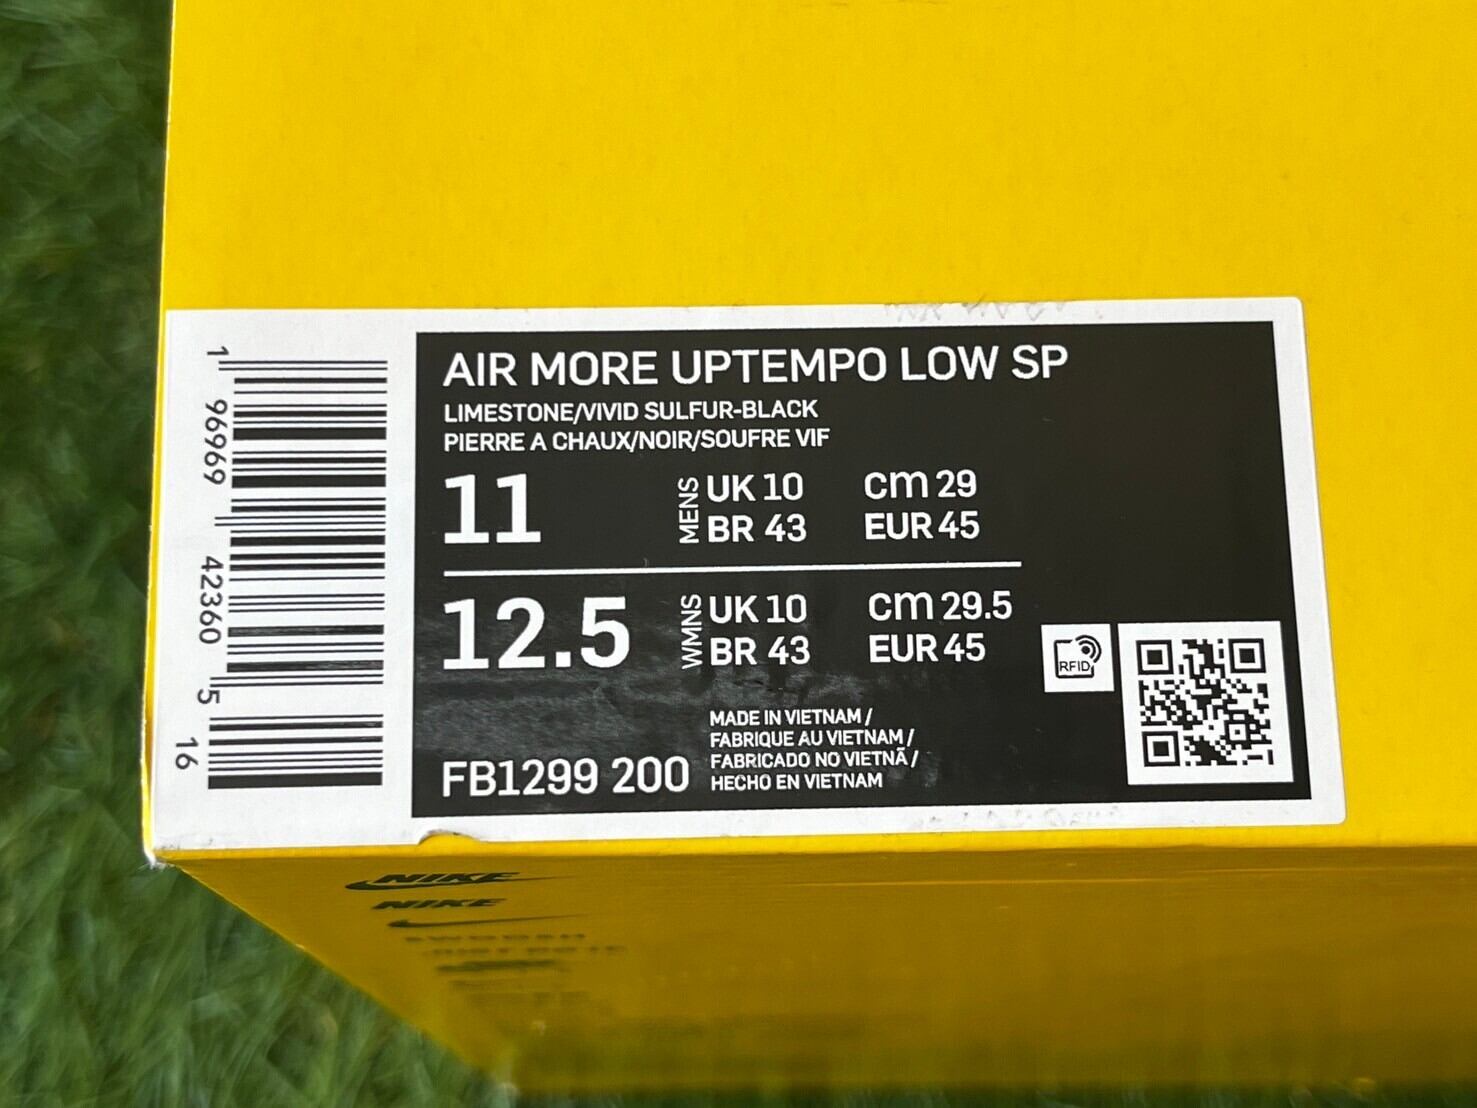 AIR MORE UPTEMPO LOW SP
LIMESTONE/VIVID SULFUR-BLACK
PIERRE A CHAUX/NOIR/SOUFRE VIF
11 MENS UK 10 cm 29
BR 43 EUR 45
12.5 WMNS UK 10 cm 29.5
BR 43 EUR 45
RFID
MADE IN VIETNAM /
FABRIQUE AU VIETNAM /
FABRICADO NO VIETNÃ /
HECHO EN VIETNAM
FB1299 200
1 96969 42360 5 16
NIKE
NIKE
SWOOSH